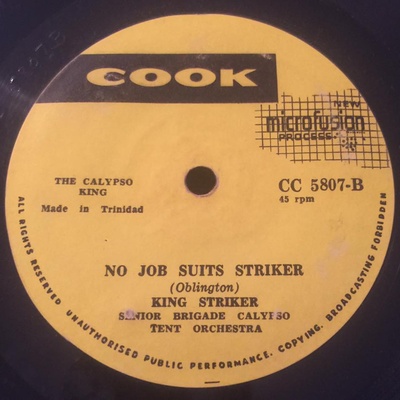 COOK
NEW
microfusion
PROCESS
THE CALYPSO
KING
Made in Trinidad
CC 5807-B
45 rpm
NO JOB SUITS STRIKER
(Oblington)
KING STRIKER
SENIOR BRIGADE CALYPSO
TENT ORCHESTRA
ALL RIGHTS RESERVED UNAUTHORISED PUBLIC PERFORMANCE. COPYING. BROADCASTING FORBIDDEN